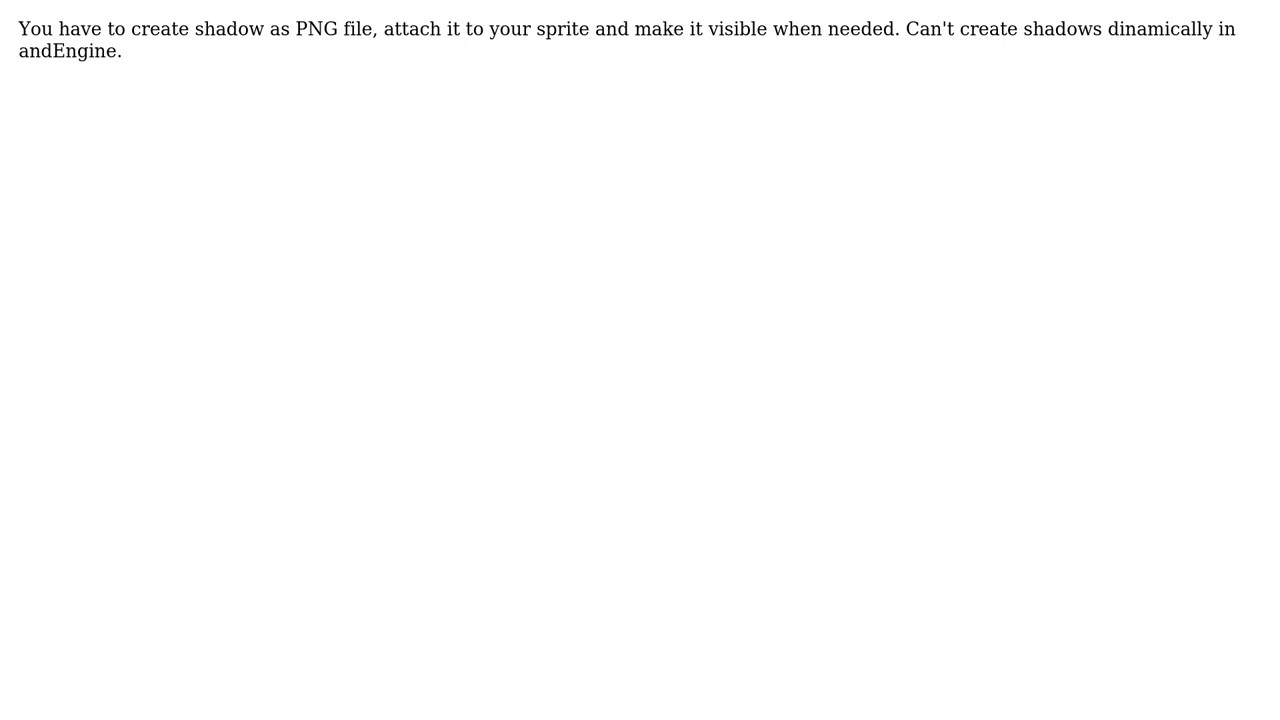 You have to create shadow as PNG file, attach it to your sprite and make it visible when needed. Can't create shadows dinamically in
andEngine.